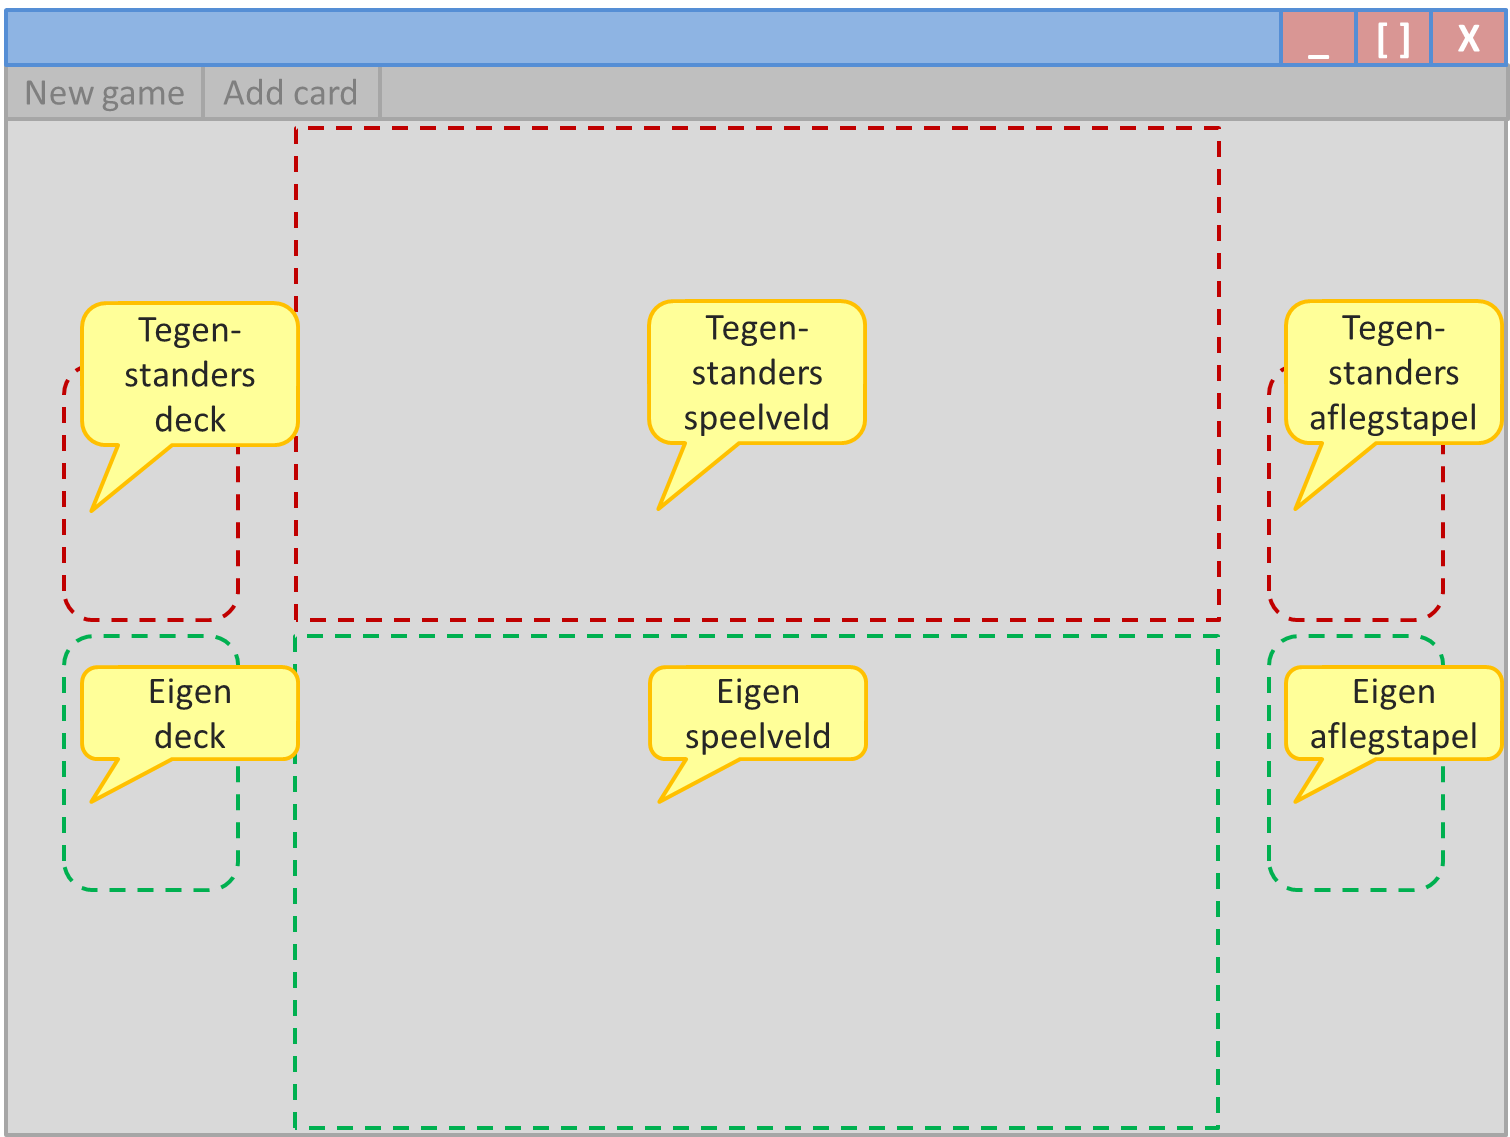 _ [ ] X
New game Add card
Tegen-
standers
deck
Tegen-
standers
speelveld
Tegen-
standers
aflegstapel
Eigen
deck
Eigen
speelveld
Eigen
aflegstapel